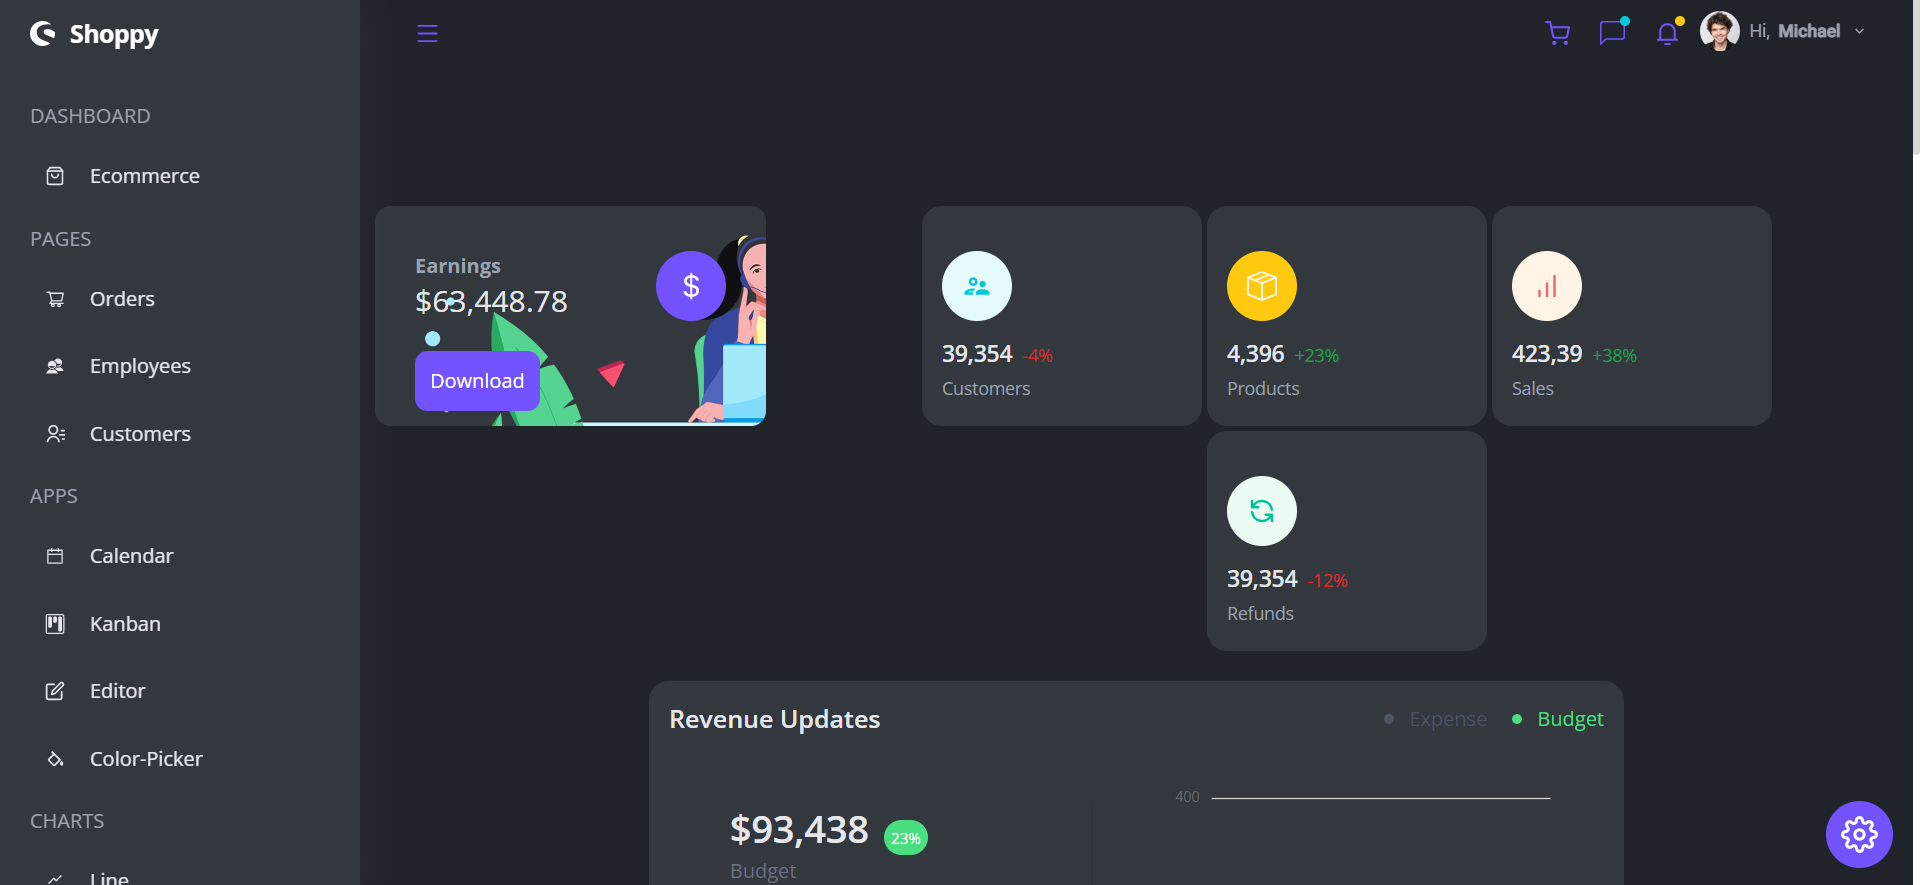 Shoppy
Hi, Michael
DASHBOARD
Ecommerce
PAGES
Orders
Employees
Customers
APPS
Calendar
Kanban
Editor
Color-Picker
CHARTS
Line
Earnings
$63,448.78
$
Download
39,354 -4%
Customers
4,396 +23%
Products
423,39 +38%
Sales
39,354 -12%
Refunds
Revenue Updates
Expense
Budget
$93,438 23%
Budget
400